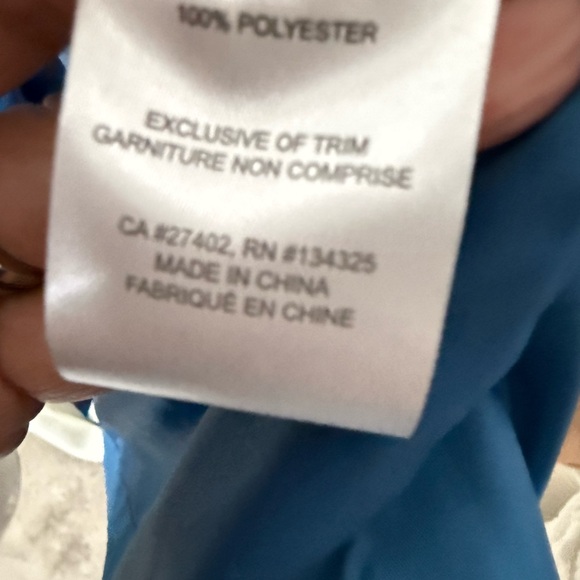 100% POLYESTER
EXCLUSIVE OF TRIM
GARNITURE NON COMPRISE
CA #27402, RN #134325
MADE IN CHINA
FABRIQUÉ EN CHINE